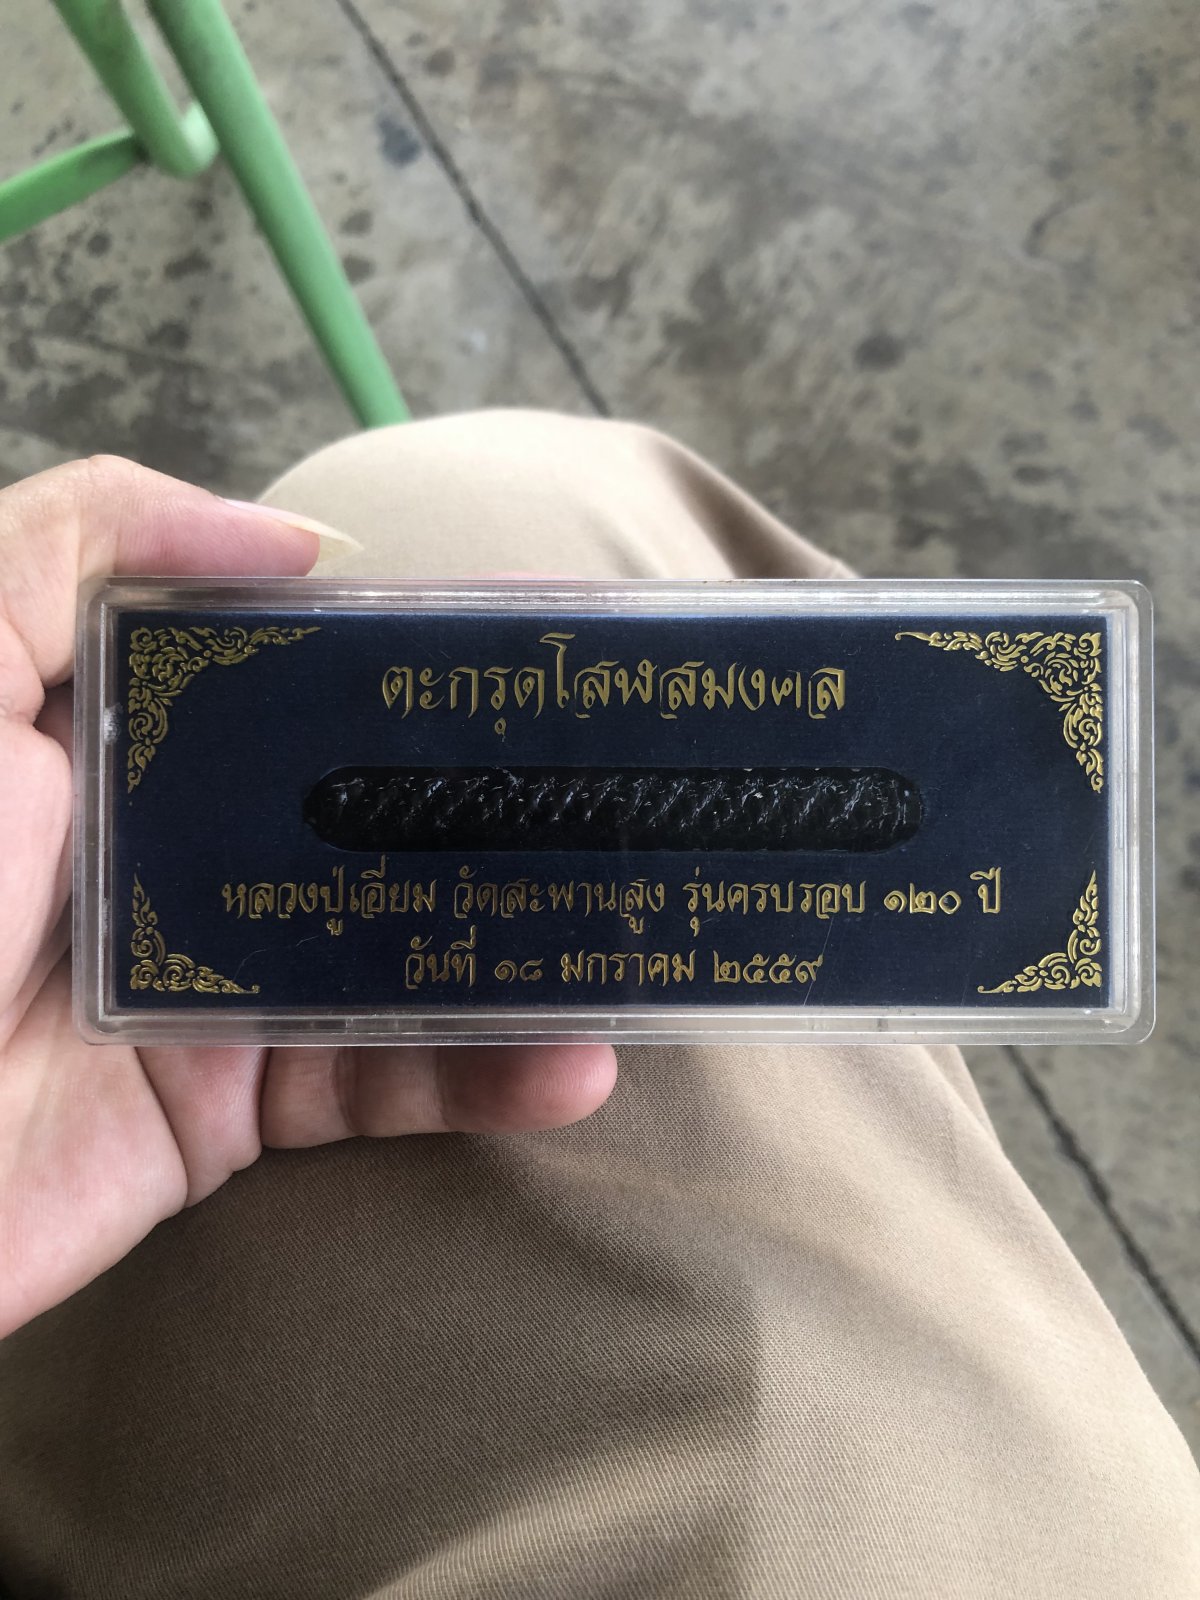 ตะกรุดโสฬสมงคล
หลวงปู่เอี่ยม วัดสะพานสูง รุ่นครบรอบ ๑๒๐ ปี
วันที่ ๑๘ มกราคม ๒๕๕๙